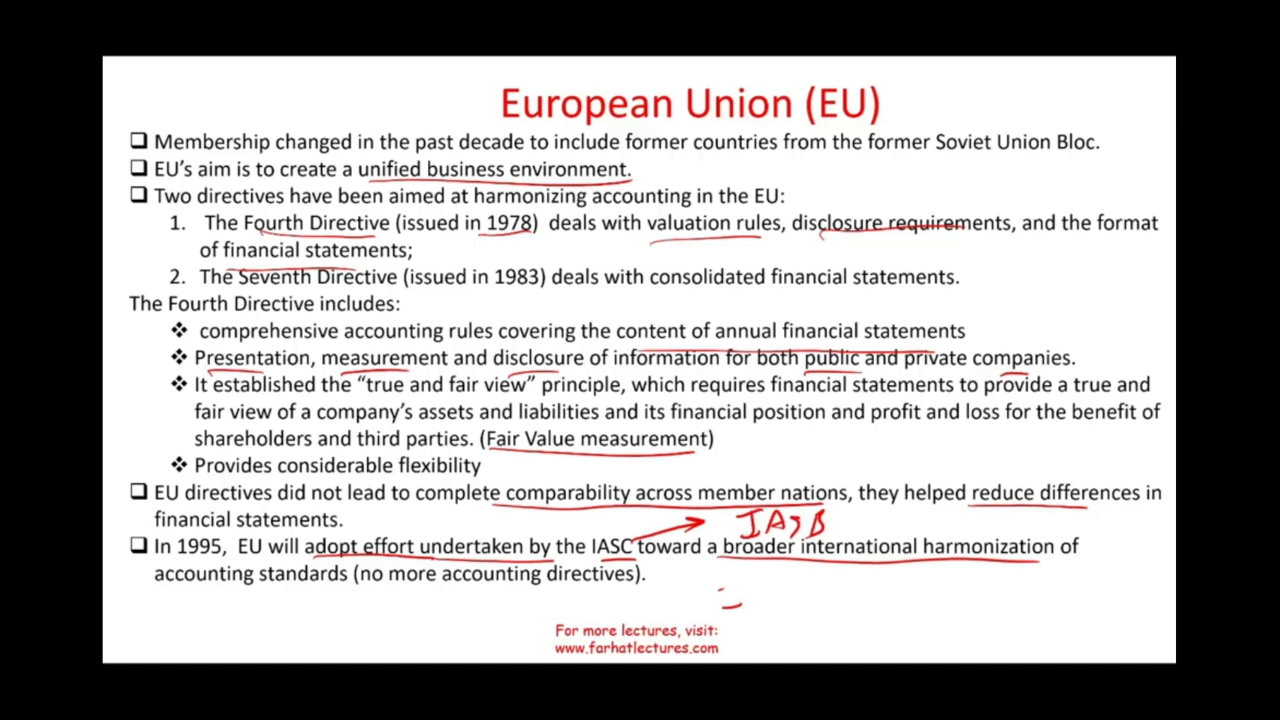 European Union (EU)
Membership changed in the past decade to include former countries from the former Soviet Union Bloc.
EU's aim is to create a unified business environment.
Two directives have been aimed at harmonizing accounting in the EU:
1. The Fourth Directive (issued in 1978) deals with valuation rules, disclosure requirements, and the format
of financial statements;
2. The Seventh Directive (issued in 1983) deals with consolidated financial statements.
The Fourth Directive includes:
comprehensive accounting rules covering the content of annual financial statements
Presentation, measurement and disclosure of information for both public and private companies.
It established the “true and fair view” principle, which requires financial statements to provide a true and
fair view of a company's assets and liabilities and its financial position and profit and loss for the benefit of
shareholders and third parties. (Fair Value measurement)
Provides considerable flexibility
EU directives did not lead to complete comparability across member nations, they helped reduce differences in
financial statements.
IASB
In 1995, EU will adopt effort undertaken by the IASC toward a broader international harmonization of
accounting standards (no more accounting directives).
For more lectures, visit:
www.farhatlectures.com